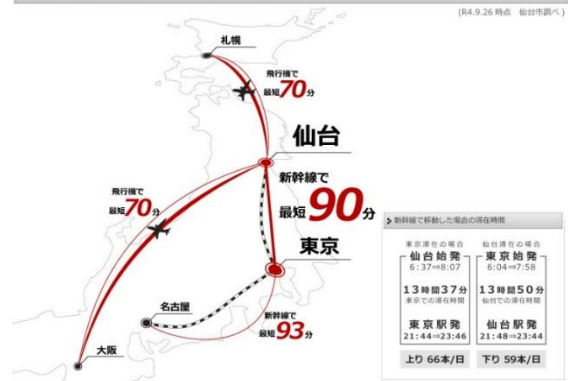 (R4.9.26 時点 仙台市調べ)
札幌
飛行機で
最短70分
仙台
新幹線で
最短90分
飛行機で
最短70分
東京
名古屋
新幹線で
最短93分
大阪
新幹線で移動した場合の滞在時間
東京滞在の場合
仙台始発
6:37⇒8:07
13時間37分
東京での滞在時間
東京駅発
21:44⇒23:46
上り 66本/日
仙台滞在の場合
東京始発
6:04⇒7:58
13時間50分
仙台での滞在時間
仙台駅発
21:48⇒23:44
下り 59本/日